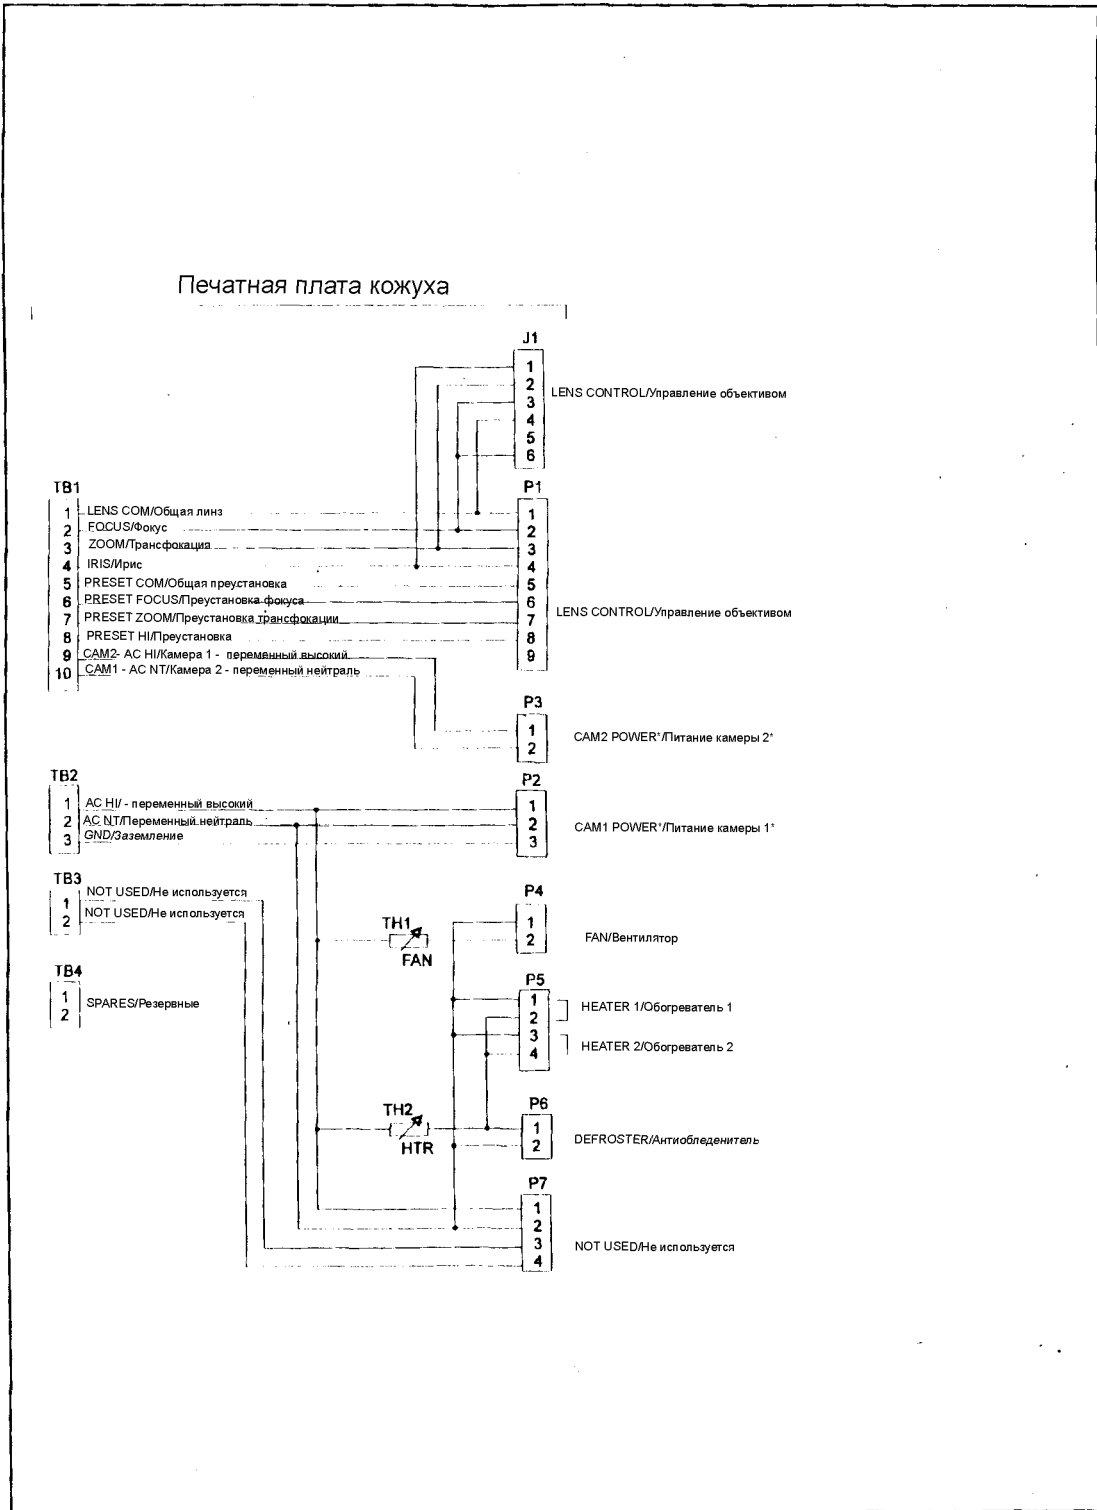 Печатная плата кожуха
J1
1
2
3
4
5
6
LENS CONTROL/Управление объективом
TB1
1 LENS COM/Общая линз
2 FOCUS/Фокус
3 ZOOM/Трансфокация
4 IRIS/Ирис
5 PRESET COM/Общая преустановка
6 PRESET FOCUS/Преустановка фокуса
7 PRESET ZOOM/Преустановка трансфокации
8 PRESET HI/Преустановка
9 CAM2- AC HI/Камера 1 - переменный высокий
10 CAM1 - AC NT/Камера 2 - переменный нейтраль
P1
1
2
3
4
5
6
7
8
9
LENS CONTROL/Управление объективом
P3
1
2
CAM2 POWER*/Питание камеры 2*
TB2
1 AC HI/ - переменный высокий
2 AC NT/Переменный нейтраль
3 GND/Заземление
P2
1
2
3
CAM1 POWER*/Питание камеры 1*
TB3
1 NOT USED/Не используется
2 NOT USED/Не используется
P4
1
2
FAN/Вентилятор
TH1
FAN
TB4
1
2
SPARES/Резервные
P5
1
2
3
4
HEATER 1/Обогреватель 1
HEATER 2/Обогреватель 2
TH2
HTR
P6
1
2
DEFROSTER/Антиобледенитель
P7
1
2
3
4
NOT USED/Не используется